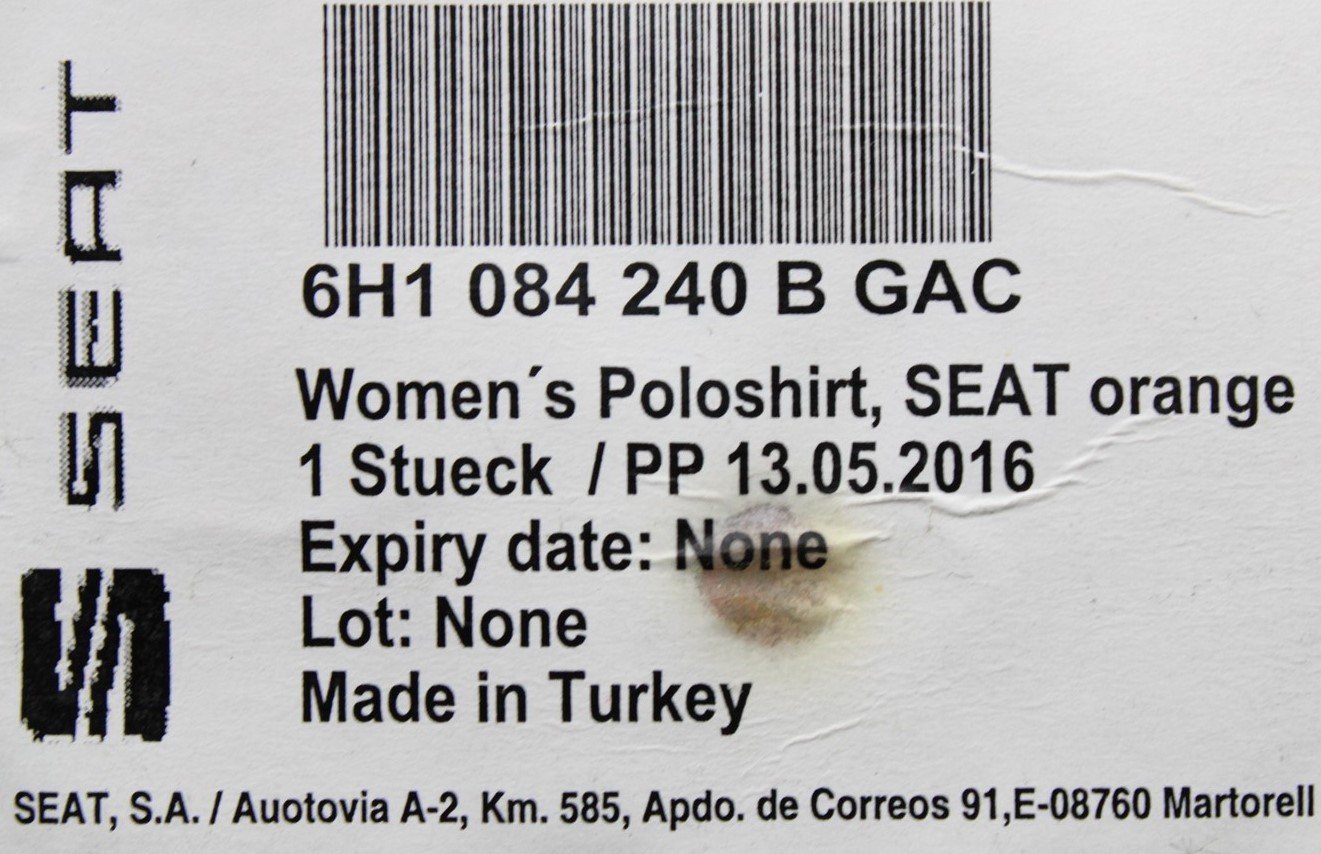 SEAT
6H1 084 240 B GAC
Women´s Poloshirt, SEAT orange
1 Stueck / PP 13.05.2016
Expiry date: None
Lot: None
Made in Turkey
SEAT, S.A. / Auotovia A-2, Km. 585, Apdo. de Correos 91,E-08760 Martorell